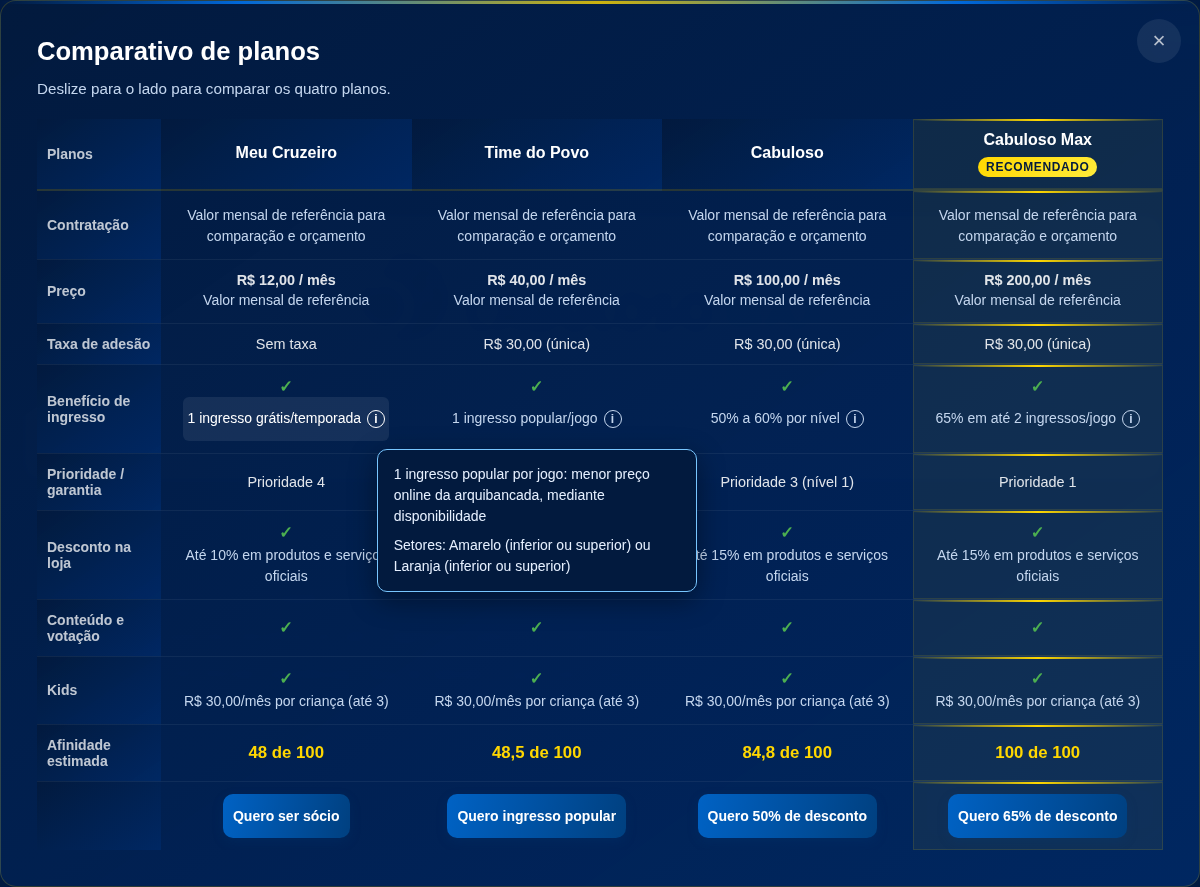 Comparativo de planos
×
Deslize para o lado para comparar os quatro planos.
Planos
Meu Cruzeiro
Time do Povo
Cabuloso
Cabuloso Max
RECOMENDADO
Contratação
Valor mensal de referência para
comparação e orçamento
Valor mensal de referência para
comparação e orçamento
Valor mensal de referência para
comparação e orçamento
Valor mensal de referência para
comparação e orçamento
Preço
R$ 12,00 / mês
Valor mensal de referência
R$ 40,00 / mês
Valor mensal de referência
R$ 100,00 / mês
Valor mensal de referência
R$ 200,00 / mês
Valor mensal de referência
Taxa de adesão
Sem taxa
R$ 30,00 (única)
R$ 30,00 (única)
R$ 30,00 (única)
Benefício de
ingresso
✓
1 ingresso grátis/temporada i
✓
1 ingresso popular/jogo i
✓
50% a 60% por nível i
✓
65% em até 2 ingressos/jogo i
Prioridade /
garantia
Prioridade 4
1 ingresso popular por jogo: menor preço
online da arquibancada, mediante
disponibilidade
Setores: Amarelo (inferior ou superior) ou
Laranja (inferior ou superior)
Prioridade 3 (nível 1)
Prioridade 1
Desconto na
loja
✓
Até 10% em produtos e serviços
oficiais
✓
15% em produtos e serviços
oficiais
✓
Até 15% em produtos e serviços
oficiais
Conteúdo e
votação
✓
✓
✓
✓
Kids
✓
R$ 30,00/mês por criança (até 3)
✓
R$ 30,00/mês por criança (até 3)
✓
R$ 30,00/mês por criança (até 3)
✓
R$ 30,00/mês por criança (até 3)
Afinidade
estimada
48 de 100
48,5 de 100
84,8 de 100
100 de 100
Quero ser sócio
Quero ingresso popular
Quero 50% de desconto
Quero 65% de desconto